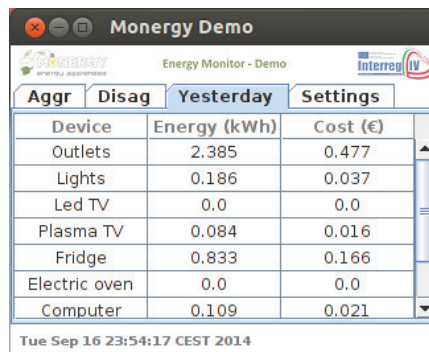 Monergy Demo
MONERGY Energy Monitor - Demo Interreg IV
ENERGY AWARENESS
Aggr Disag Yesterday Settings
Device Energy (kWh) Cost (€)
Outlets 2.385 0.477
Lights 0.186 0.037
Led TV 0.0 0.0
Plasma TV 0.084 0.016
Fridge 0.833 0.166
Electric oven 0.0 0.0
Computer 0.109 0.021
Tue Sep 16 23:54:17 CEST 2014